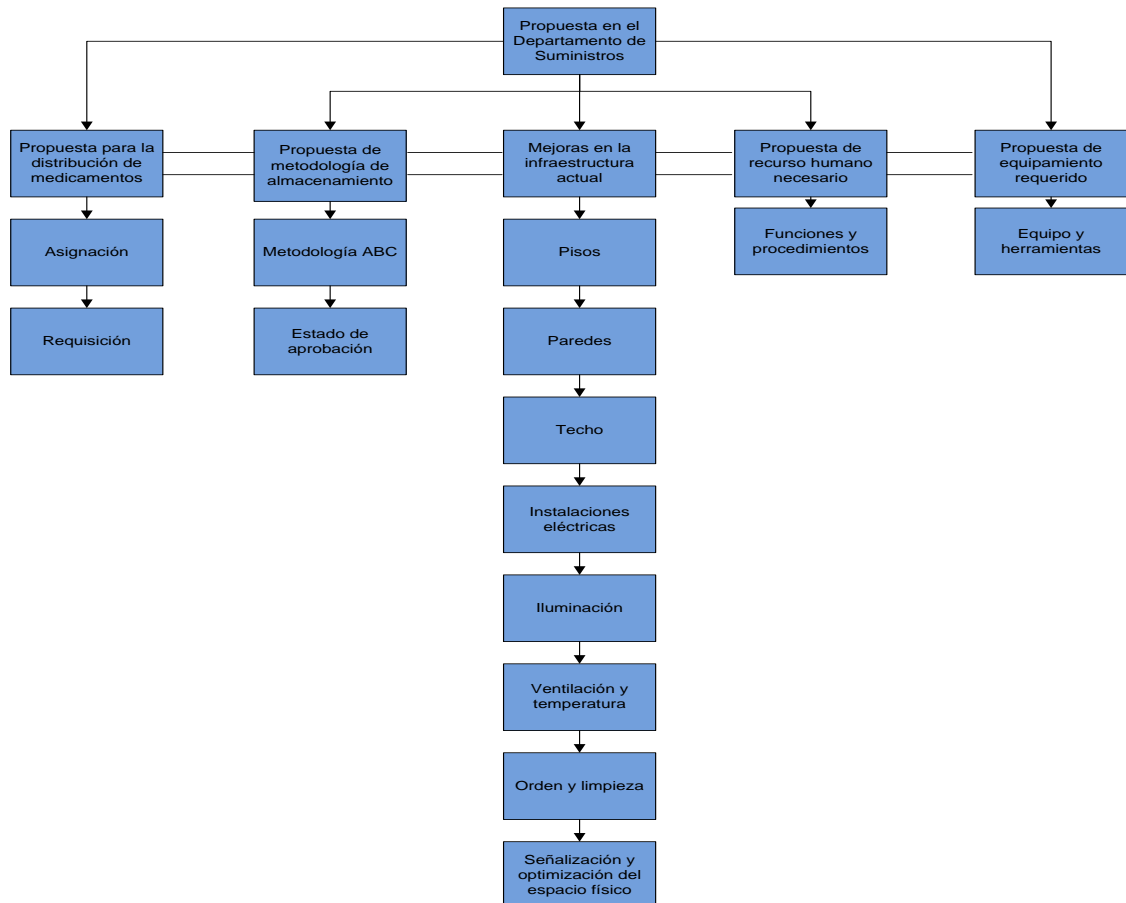 Propuesta en el
Departamento de
Suministros
Propuesta para la
distribución de
medicamentos
Propuesta de
metodología de
almacenamiento
Mejoras en la
infraestructura
actual
Propuesta de
recurso humano
necesario
Propuesta de
equipamiento
requerido
Asignación
Metodología ABC
Pisos
Funciones y
procedimientos
Equipo y
herramientas
Requisición
Estado de
aprobación
Paredes
Techo
Instalaciones
eléctricas
Iluminación
Ventilación y
temperatura
Orden y limpieza
Señalización y
optimización del
espacio físico